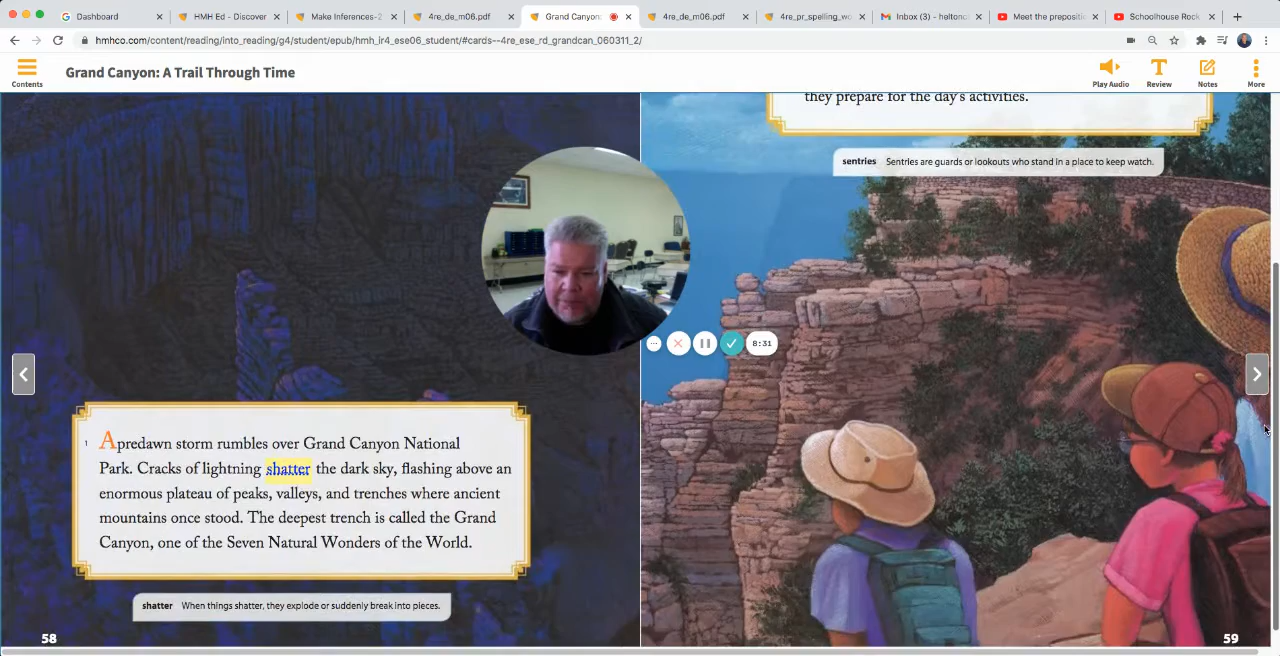 Dashboard
HMH Ed - Discover
Make Inferences-2
4re_de_m06.pdf
Grand Canyon:
4re_de_m06.pdf
4re_pr_spelling_wo
Inbox (3) - heltonc
Meet the prepositio
Schoolhouse Rock
hmhco.com/content/reading/into_reading/g4/student/epub/hmh_ir4_ese06_student/#cards--4re_ese_rd_grandcan_060311_2/
Contents
Grand Canyon: A Trail Through Time
Play Audio
Review
Notes
More
they prepare for the day's activities.
sentries Sentries are guards or lookouts who stand in a place to keep watch.
8:31
1 A predawn storm rumbles over Grand Canyon National
Park. Cracks of lightning shatter the dark sky, flashing above an
enormous plateau of peaks, valleys, and trenches where ancient
mountains once stood. The deepest trench is called the Grand
Canyon, one of the Seven Natural Wonders of the World.
shatter When things shatter, they explode or suddenly break into pieces.
58
59